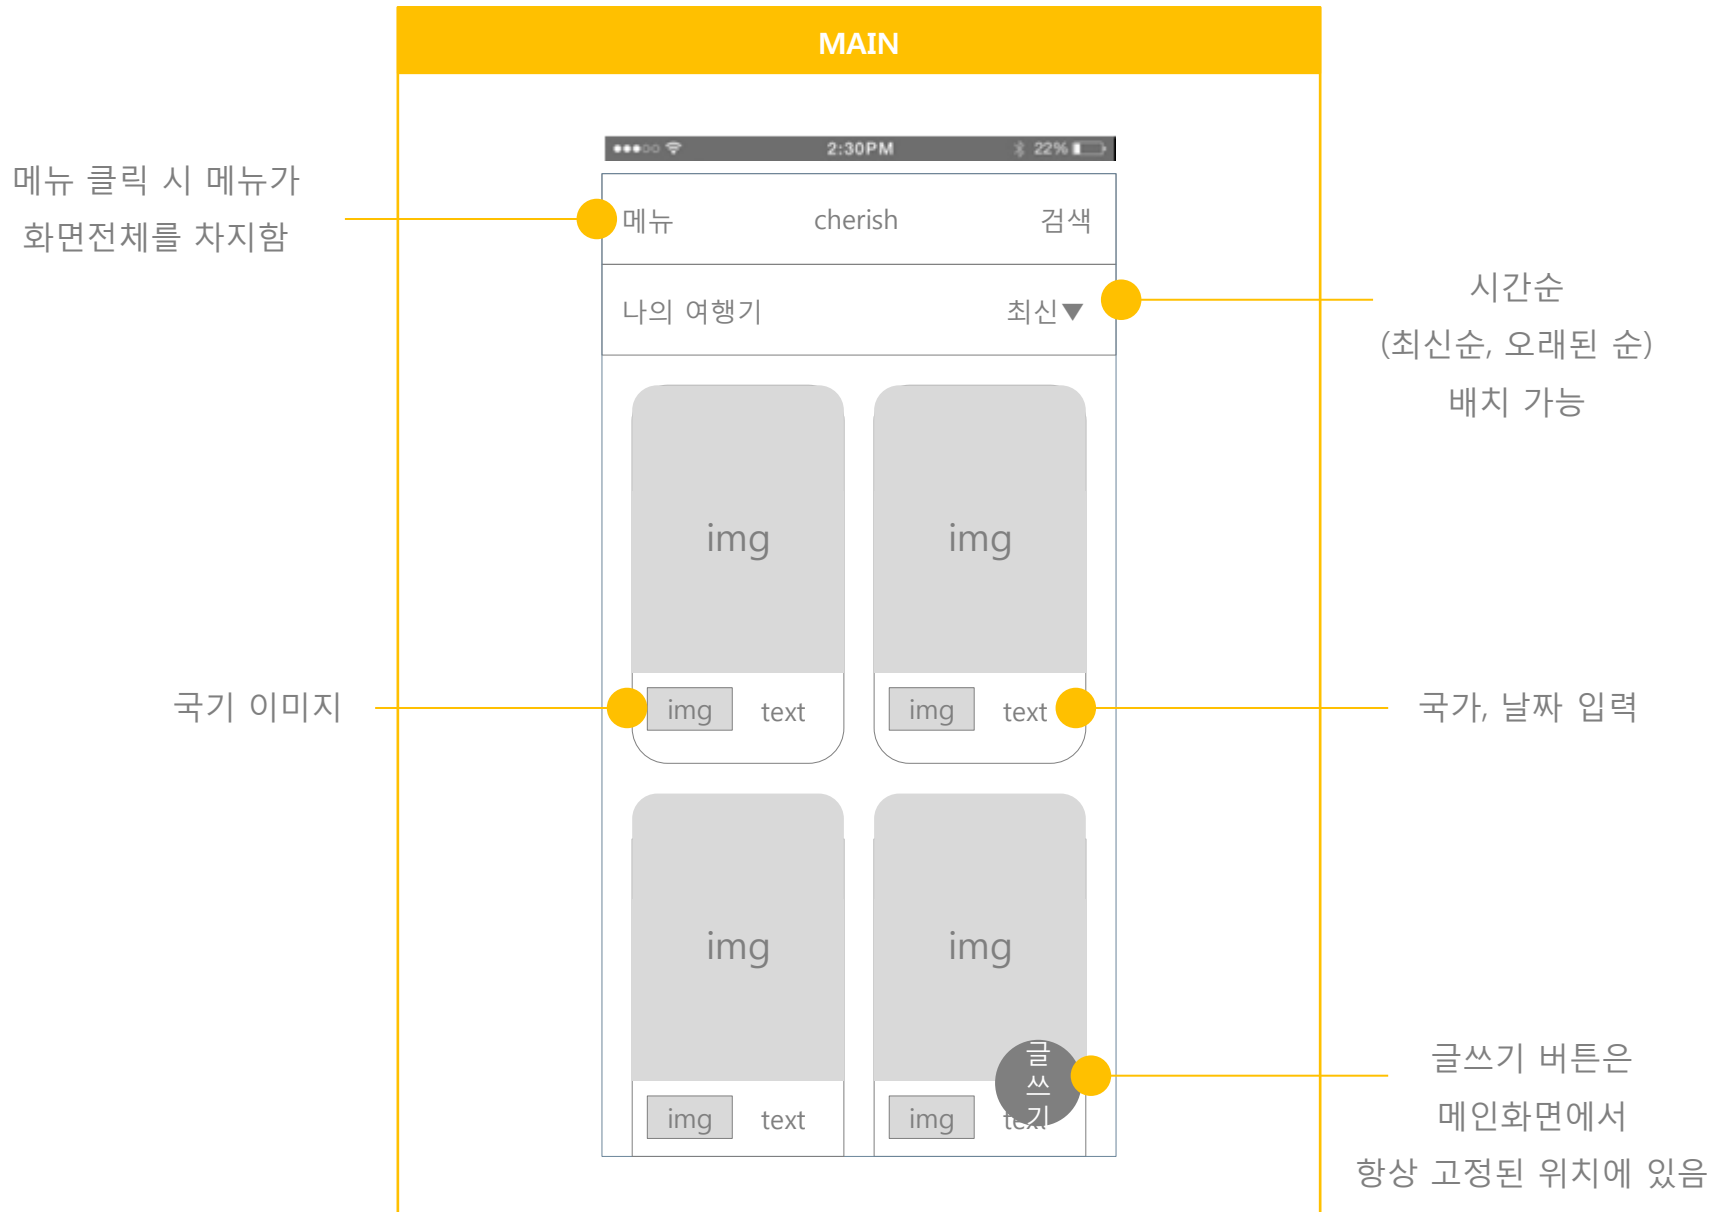 MAIN
2:30PM
22%
메뉴 클릭 시 메뉴가
화면전체를 차지함
메뉴
cherish
검색
나의 여행기
최신▼
시간순
(최신순, 오래된 순)
배치 가능
img
img
국기 이미지
img
text
img
text
국가, 날짜 입력
img
img
글
쓰
기
글쓰기 버튼은
메인화면에서
항상 고정된 위치에 있음
img
text
img
text